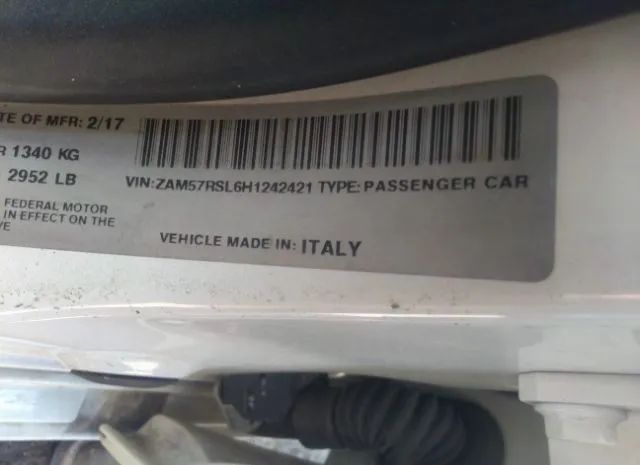 TE OF MFR: 2/17
R 1340 KG
2952 LB
VIN:ZAM57RSL6H1242421 TYPE:PASSENGER CAR
FEDERAL MOTOR
IN EFFECT ON THE
VE
VEHICLE MADE IN: ITALY